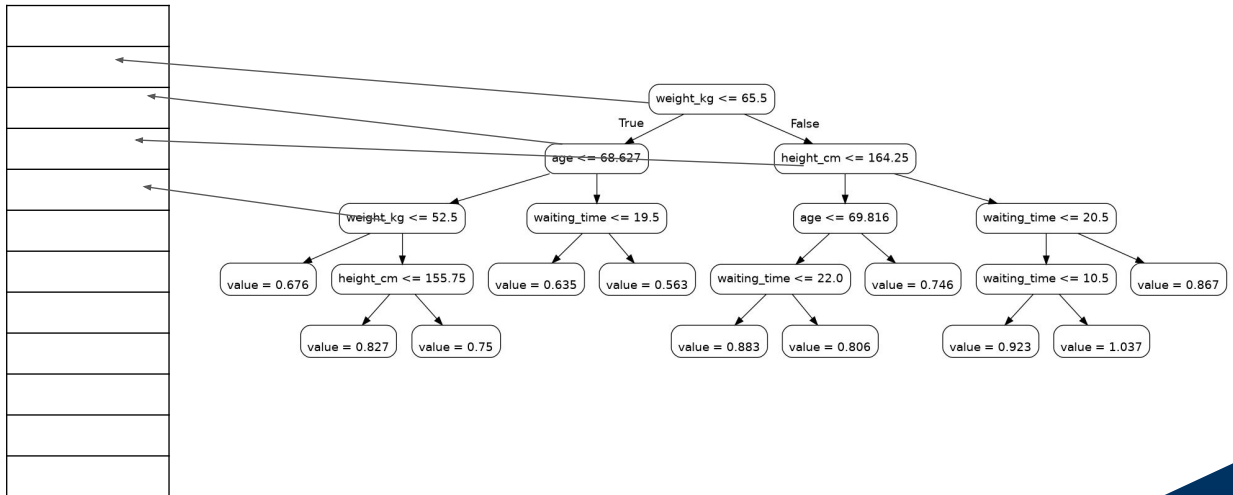 weight_kg <= 65.5
True
False
age <= 68.627
height_cm <= 164.25
weight_kg <= 52.5
waiting_time <= 19.5
age <= 69.816
waiting_time <= 20.5
value = 0.676
height_cm <= 155.75
value = 0.635
value = 0.563
waiting_time <= 22.0
value = 0.746
waiting_time <= 10.5
value = 0.867
value = 0.827
value = 0.75
value = 0.883
value = 0.806
value = 0.923
value = 1.037